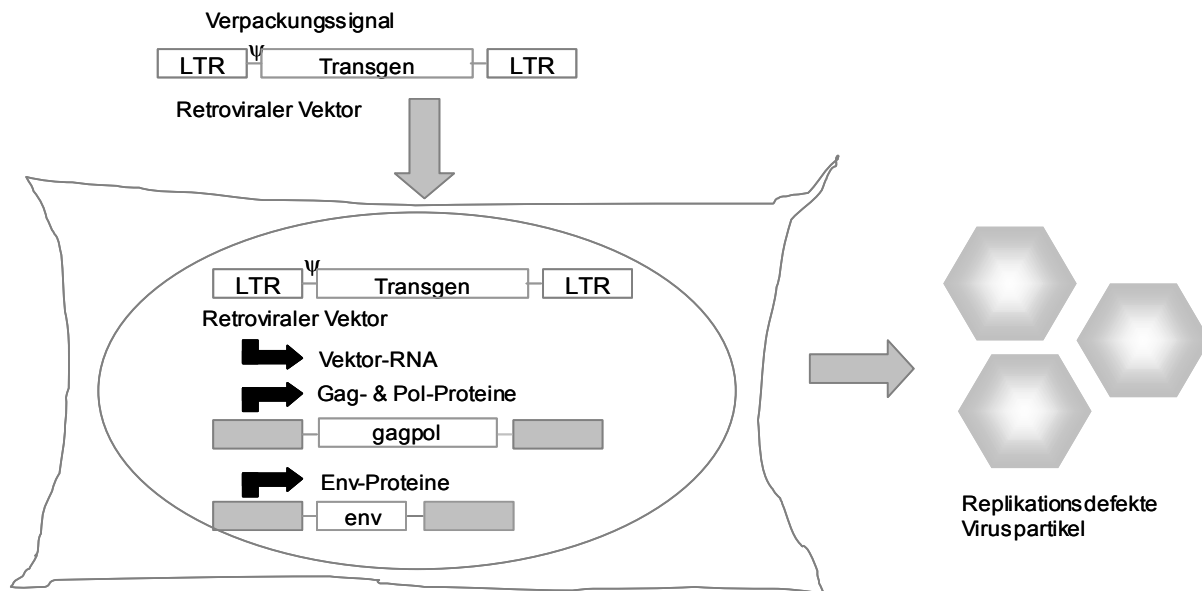 Verpackungssignal
LTR ψ Transgen LTR
Retroviraler Vektor
LTR ψ Transgen LTR
Retroviraler Vektor
Vektor-RNA
Gag- & Pol-Proteine
gagpol
Env-Proteine
env
Replikationsdefekte
Viruspartikel